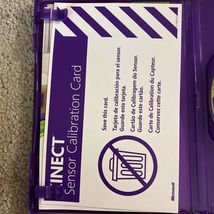 INECT
Sensor Calibration Card
Save this card.
Tarjeta de calibración para el sensor.
Guarde esta tarjeta.
Cartão de Calibragem do Sensor.
Guarde este cartão.
Carte de Calibration du Capteur.
Conservez cette carte.
Microsoft